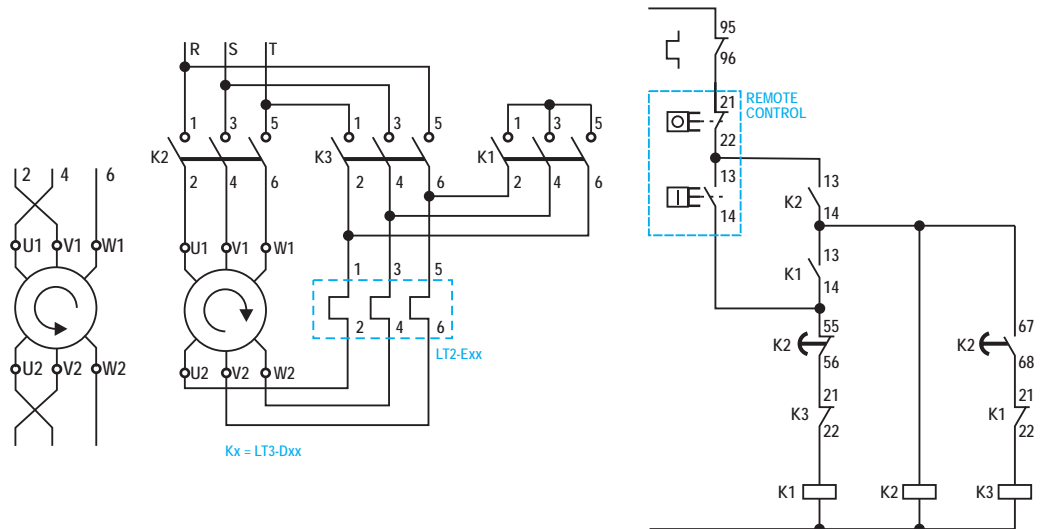 R S T
1 3 5
K2
2 4 6
1 3 5
K3
2 4 6
1 3 5
K1
2 4 6
2 4 6
U1 V1 W1
U2 V2 W2
U1 V1 W1
U2 V2 W2
1 3 5
2 4 6
LT2-Exx
Kx = LT3-Dxx
95
96
REMOTE
CONTROL
21
22
13
14
K2
13
14
K1
13
14
K2
55
56
K3
21
22
K2
67
68
K1
21
22
K1
K2
K3